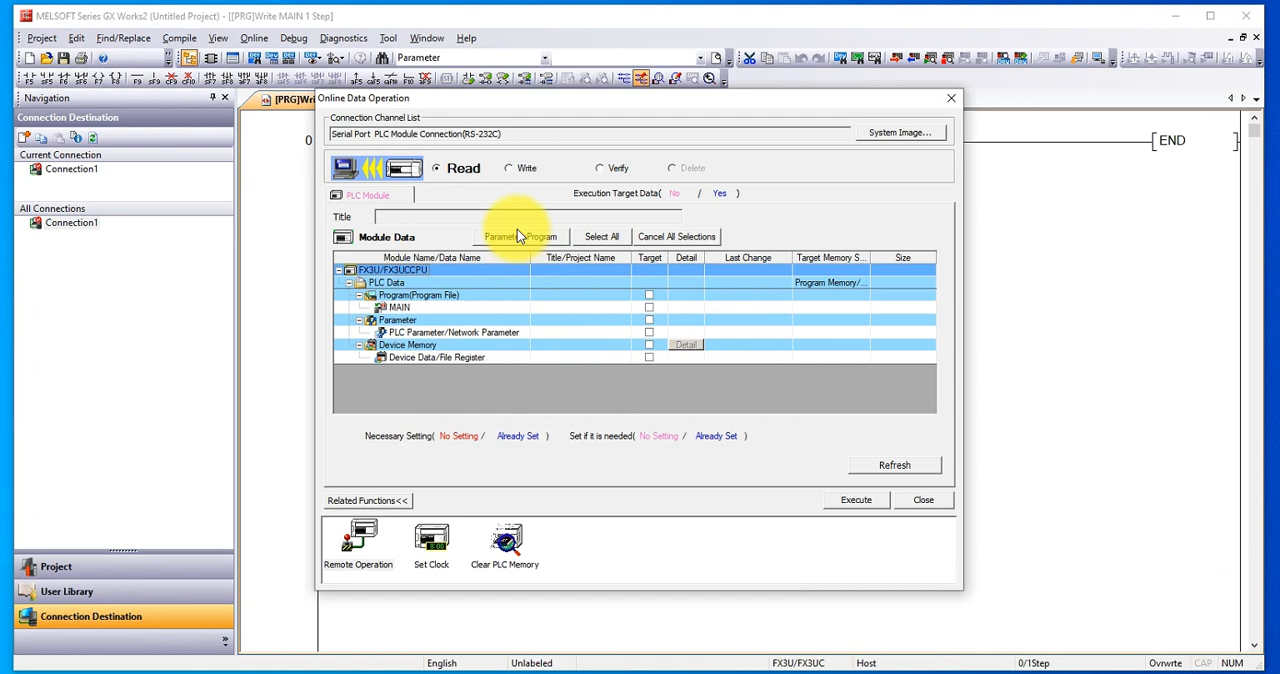 MELSOFT Series GX Works2 (Untitled Project) - [[PRG]Write MAIN 1 Step]
Project Edit Find/Replace Compile View Online Debug Diagnostics Tool Window Help
Parameter
Navigation
[PRG]Wri
Online Data Operation
Connection Destination
Connection Channel List
Serial Port PLC Module Connection(RS-232C)
System Image...
0
END
Current Connection
Connection1
Read
Write
Verify
Delete
PLC Module
Execution Target Data( No / Yes )
All Connections
Connection1
Title
Module Data
Select All
Cancel All Selections
Module Name/Data Name Title/Project Name Target Detail Last Change Target Memory S... Size
FX3U/FX3UCCPU
PLC Data Program Memory/...
Program(Program File)
MAIN
Parameter
PLC Parameter/Network Parameter
Device Memory Detail
Device Data/File Register
Necessary Setting( No Setting / Already Set ) Set if it is needed( No Setting / Already Set )
Refresh
Related Functions<<
Execute
Close
Remote Operation
Set Clock
Clear PLC Memory
Project
User Library
Connection Destination
English Unlabeled FX3U/FX3UC Host 0/1Step Ovrwrte CAP NUM